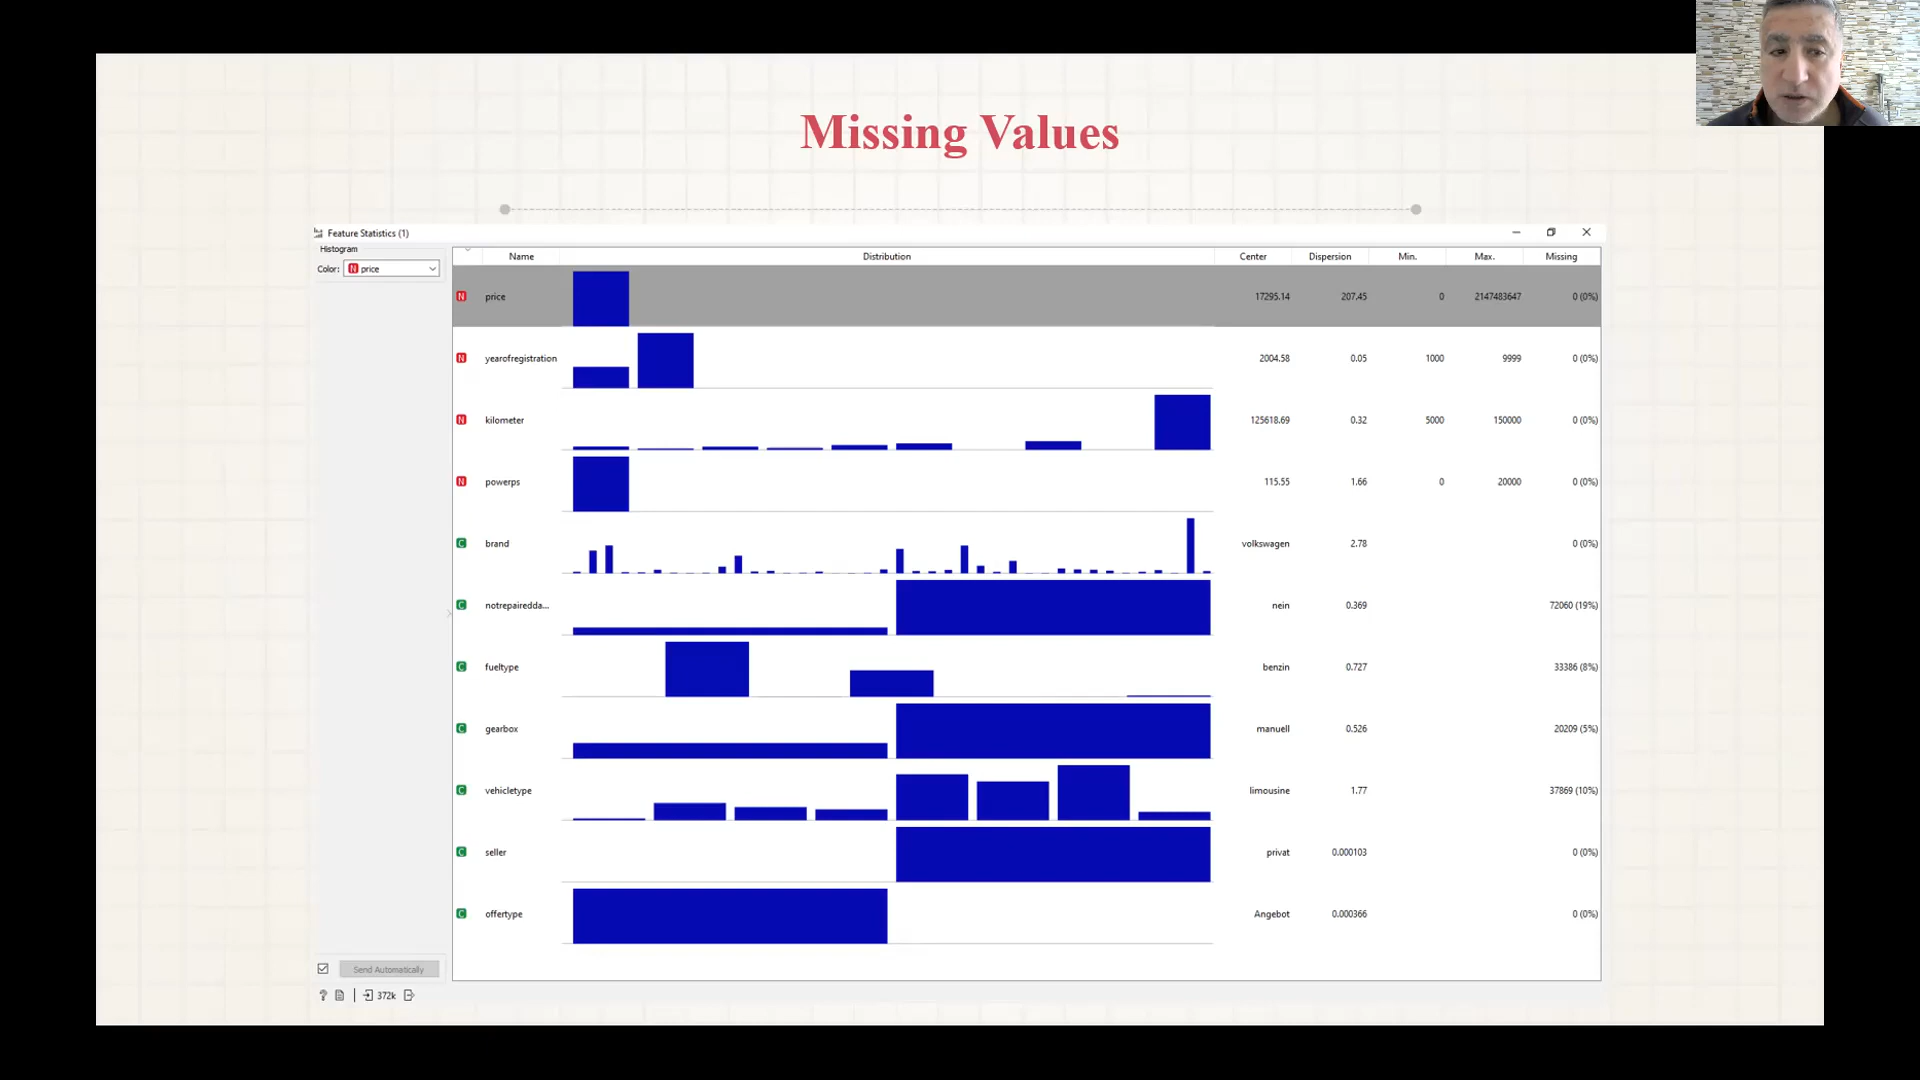 Missing Values
Feature Statistics (1)
Histogram
Color: N price
Name Distribution Center Dispersion Min. Max. Missing
N price 17295.14 207.45 0 2147483647 0 (0%)
N yearofregistration 2004.58 0.05 1000 9999 0 (0%)
N kilometer 125618.69 0.32 5000 150000 0 (0%)
N powerps 115.55 1.66 0 20000 0 (0%)
C brand volkswagen 2.78 0 (0%)
C notrepairedda... nein 0.369 72060 (19%)
C fueltype benzin 0.727 33386 (8%)
C gearbox manuell 0.526 20209 (5%)
C vehicletype limousine 1.77 37869 (10%)
C seller privat 0.000103 0 (0%)
C offertype Angebot 0.000366 0 (0%)
Send Automatically
? 372k